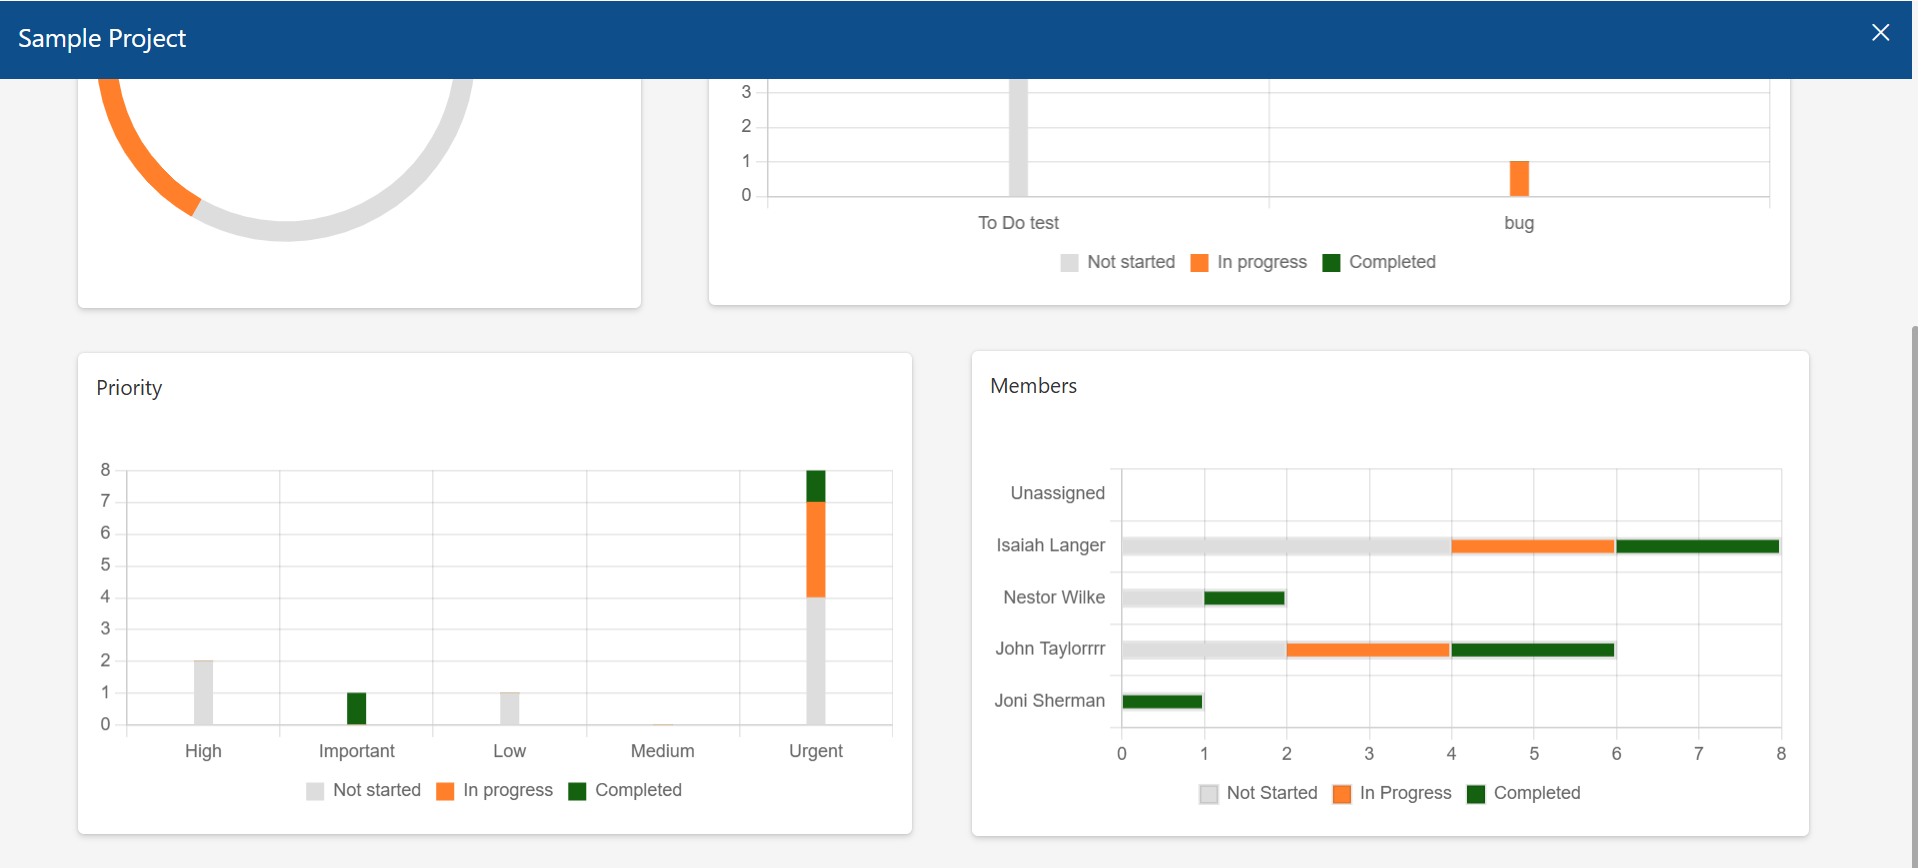 Sample Project
3
2
1
0
To Do test bug
Not started In progress Completed
Priority
8
7
6
5
4
3
2
1
0
High Important Low Medium Urgent
Not started In progress Completed
Members
Unassigned
Isaiah Langer
Nestor Wilke
John Taylorrrr
Joni Sherman
0 1 2 3 4 5 6 7 8
Not Started In Progress Completed